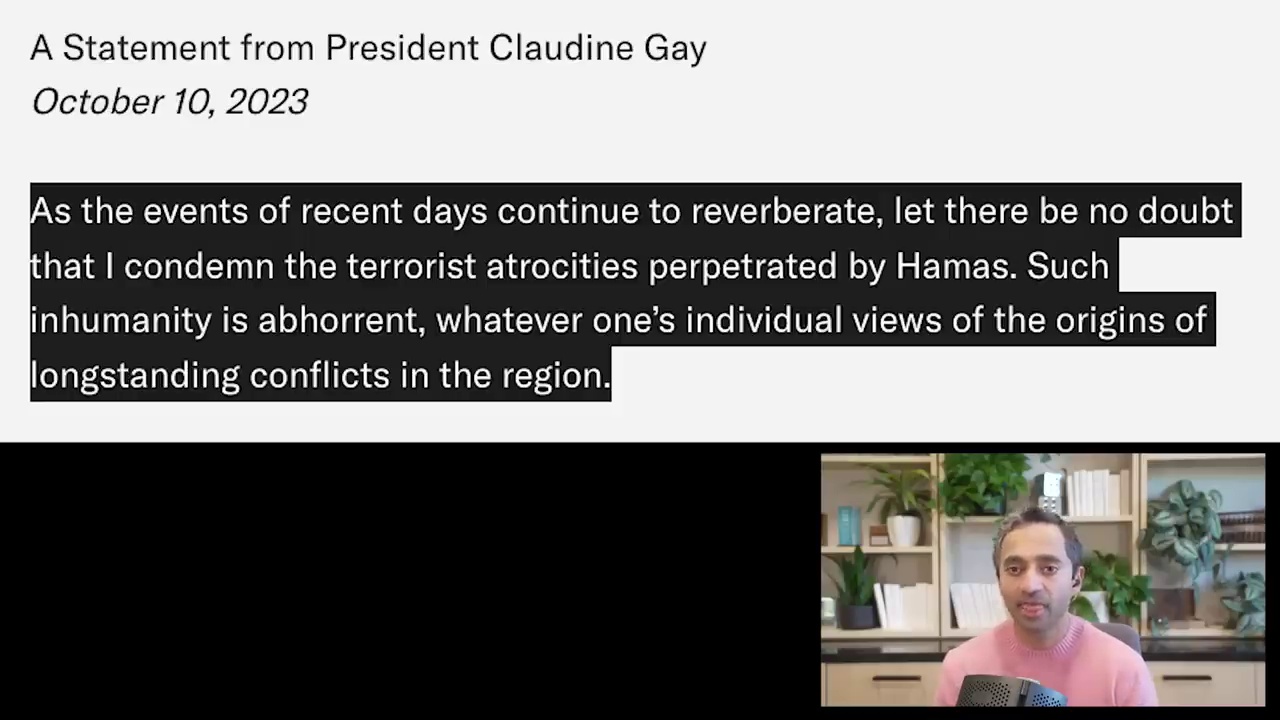 A Statement from President Claudine Gay
October 10, 2023
As the events of recent days continue to reverberate, let there be no doubt
that I condemn the terrorist atrocities perpetrated by Hamas. Such
inhumanity is abhorrent, whatever one’s individual views of the origins of
longstanding conflicts in the region.